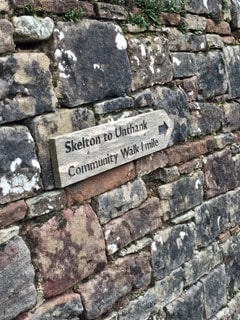 Skelton to Unthank
Community Walk 1 mile